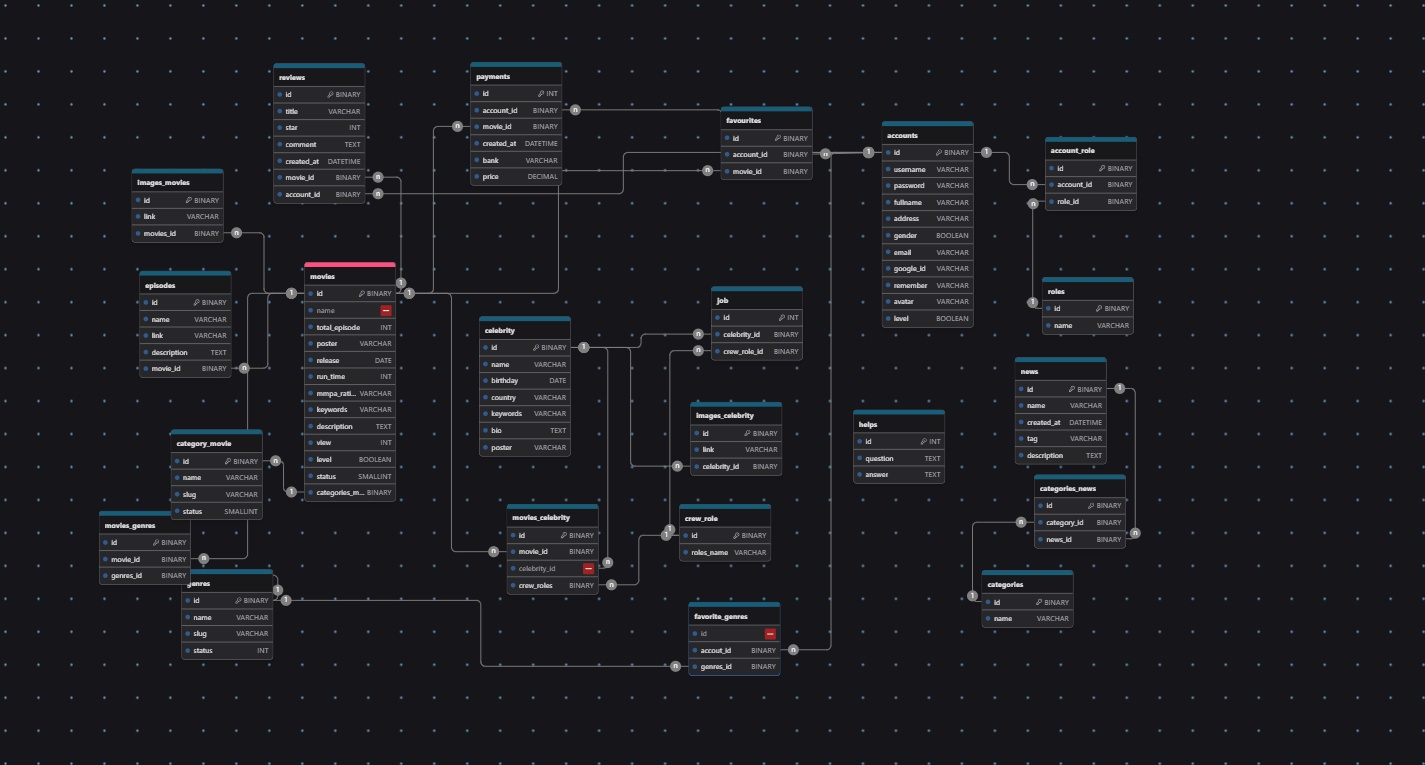 reviews
id BINARY
title VARCHAR
star INT
comment TEXT
created_at DATETIME
movie_id BINARY
account_id BINARY
payments
id INT
account_id BINARY
movie_id BINARY
created_at DATETIME
bank VARCHAR
price DECIMAL
favourites
id BINARY
account_id BINARY
movie_id BINARY
accounts
id BINARY
username VARCHAR
password VARCHAR
fullname VARCHAR
address VARCHAR
gender BOOLEAN
email VARCHAR
google_id VARCHAR
remember VARCHAR
avatar VARCHAR
level BOOLEAN
account_role
id BINARY
account_id BINARY
role_id BINARY
images_movies
id BINARY
link VARCHAR
movies_id BINARY
episodes
id BINARY
name VARCHAR
link VARCHAR
description TEXT
movie_id BINARY
movies
id BINARY
name
total_episode INT
poster VARCHAR
release DATE
run_time INT
mmpa_rati... VARCHAR
keywords VARCHAR
description TEXT
view INT
level BOOLEAN
status SMALLINT
categories_m... BINARY
celebrity
id BINARY
name VARCHAR
birthday DATE
country VARCHAR
keywords VARCHAR
bio TEXT
poster VARCHAR
job
id INT
celebrity_id BINARY
crew_role_id BINARY
roles
id BINARY
name VARCHAR
news
id BINARY
name VARCHAR
created_at DATETIME
tag VARCHAR
description TEXT
images_celebrity
id BINARY
link VARCHAR
celebrity_id BINARY
helps
id INT
question TEXT
answer TEXT
category_movie
id BINARY
name VARCHAR
slug VARCHAR
status SMALLINT
categories_news
id BINARY
category_id BINARY
news_id BINARY
movies_genres
id BINARY
movie_id BINARY
genres_id BINARY
movies_celebrity
id BINARY
movie_id BINARY
celebrity_id
crew_roles BINARY
crew_role
id BINARY
roles_name VARCHAR
genres
id BINARY
name VARCHAR
slug VARCHAR
status INT
categories
id BINARY
name VARCHAR
favorite_genres
id
accout_id BINARY
genres_id BINARY